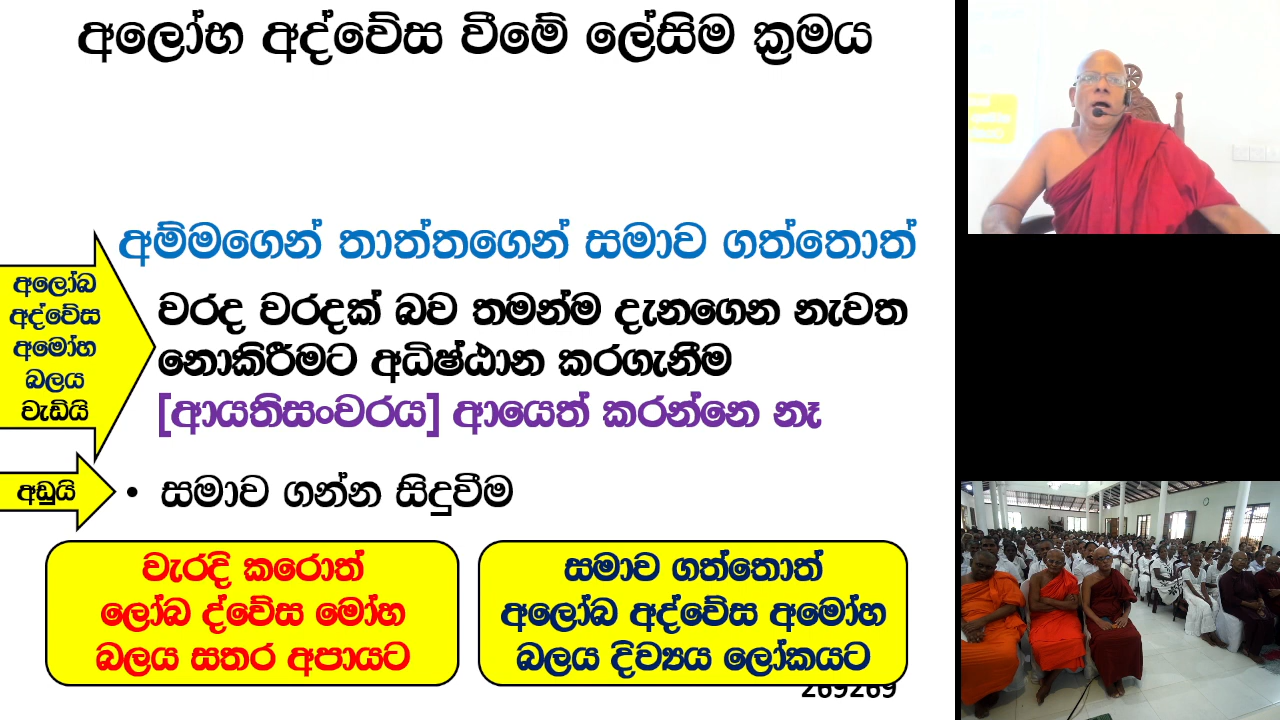 අලෝභ අද්වේස වීමේ ලේසිම ක්‍රමය
අම්මගෙන් තාත්තගෙන් සමාව ගත්තොත්
අලෝබ
අද්වේස
අමෝහ
බලය
වැඩියි
වරද වරදක් බව තමන්ම දැනගෙන නැවත
නොකිරීමට අධිෂ්ඨාන කරගැනීම
[ආයතිසංවරය] ආයෙත් කරන්නෙ නෑ
අඩුයි
• සමාව ගන්න සිදුවීම
වැරදි කරොත්
ලෝබ ද්වේස මෝහ
බලය සතර අපායට
සමාව ගත්තොත්
අලෝඛ අද්වේස අමෝහ
බලය දිව්‍යය ලෝකයට
269269